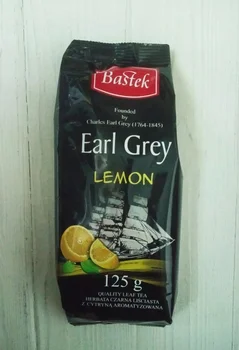 Bastek
Founded
by
Charles Earl Grey (1764-1845)
Earl Grey
LEMON
125 g
QUALITY LEAF TEA
HERBATA CZARNA LIŚCIASTA
Z CYTRYNĄ AROMATYZOWANA